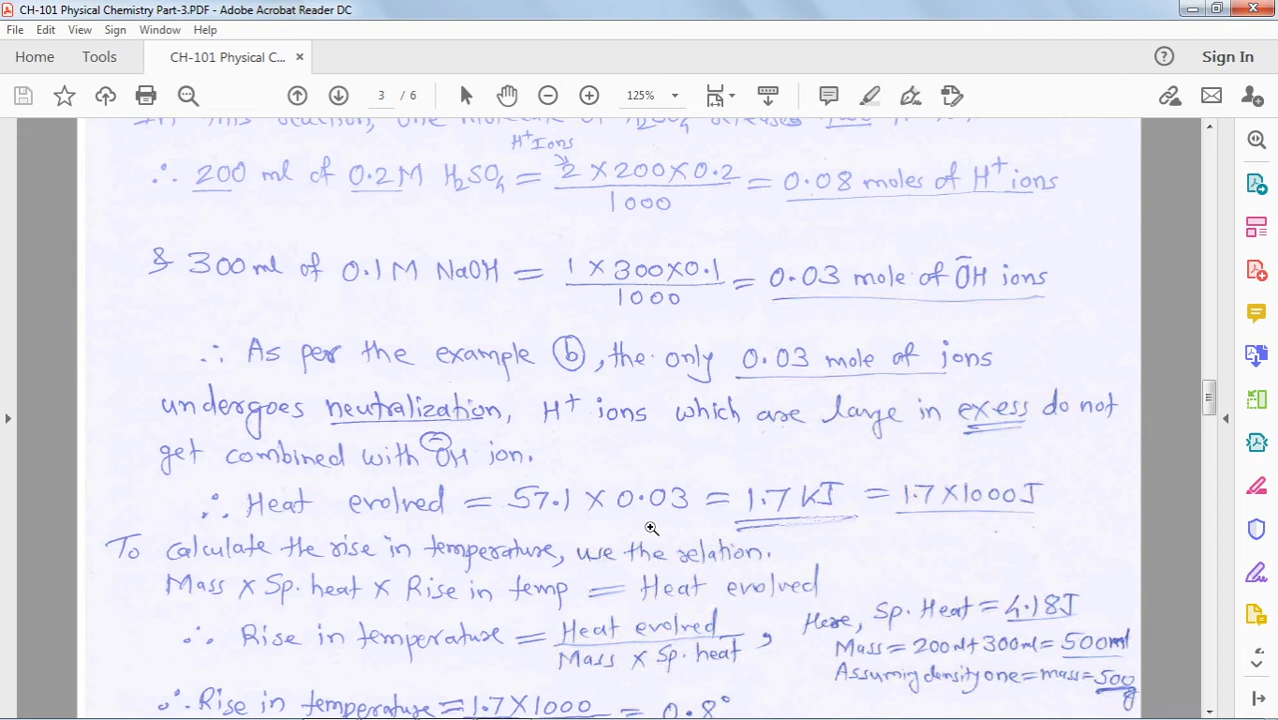 CH-101 Physical Chemistry Part-3.PDF - Adobe Acrobat Reader DC
File Edit View Sign Window Help
Home Tools CH-101 Physical C... × ? Sign In
3 / 6 125%
∴ 200 ml of 0.2M H₂SO₄ = 2 × 200 × 0.2 / 1000 = 0.08 moles of H⁺ ions
H⁺ Ions
& 300 ml of 0.1 M NaOH = 1 × 300 × 0.1 / 1000 = 0.03 mole of OH⁻ ions
∴ As per the example (b), the only 0.03 mole of ions
undergoes neutralization, H⁺ ions which are large in exess do not
get combined with OH⁻ ion.
∴ Heat evolved = 57.1 × 0.03 = 1.7 kJ = 1.7 × 1000 J
To calculate the rise in temperature, use the relation.
Mass × Sp. heat × Rise in temp = Heat evolved
∴ Rise in temperature = Heat evolved / Mass × Sp. heat ,
Here, Sp. Heat = 4.18 J
Mass = 200 ml + 300 ml = 500 ml
Assuming density one = mass = 500 g
∴ Rise in temperature = 1.7 × 1000 = 0.8°